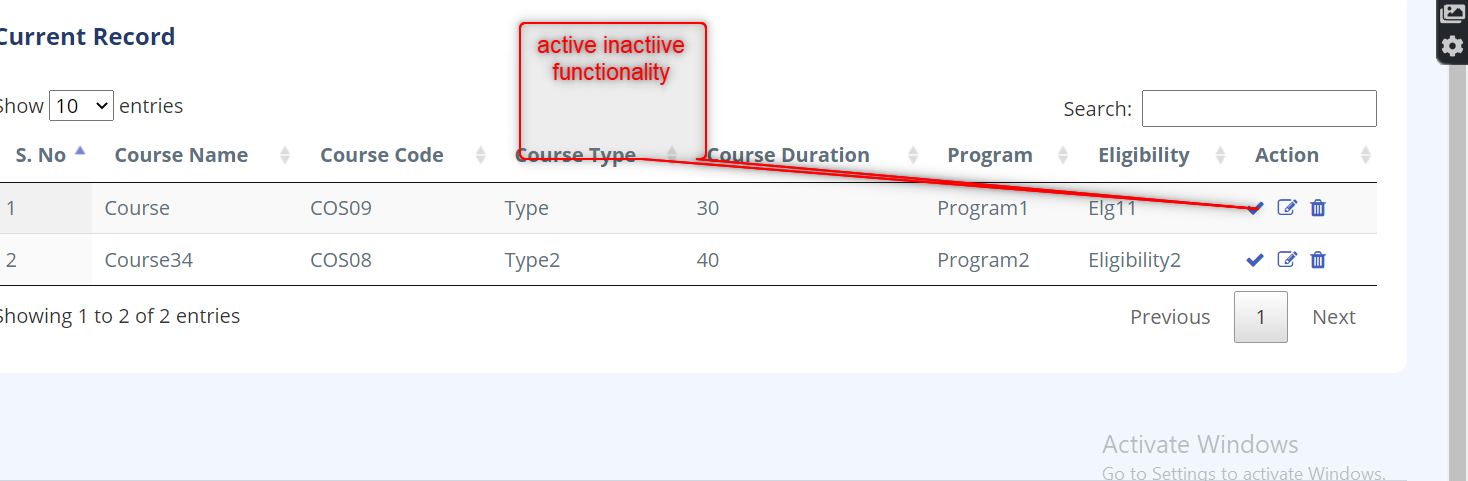 Current Record
active inactiive
functionality
Show 10 entries
Search:
S. No Course Name Course Code Course Type Course Duration Program Eligibility Action
1 Course COS09 Type 30 Program1 Elg11
2 Course34 COS08 Type2 40 Program2 Eligibility2
Showing 1 to 2 of 2 entries
Previous 1 Next
Activate Windows
Go to Settings to activate Windows.